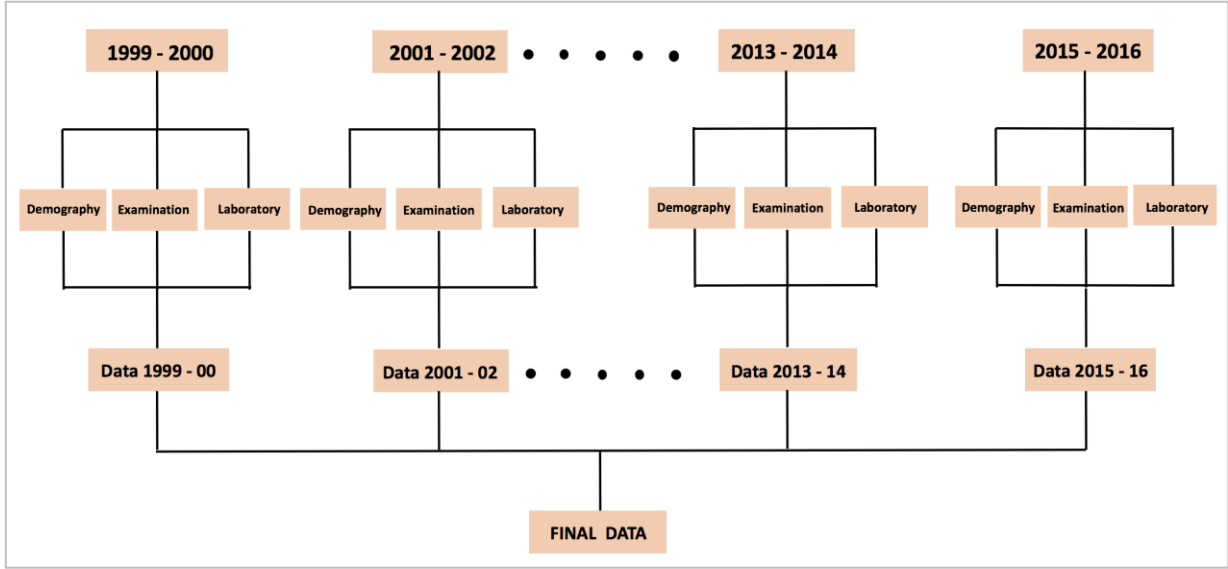 1999 - 2000
2001 - 2002
2013 - 2014
2015 - 2016
Demography
Examination
Laboratory
Demography
Examination
Laboratory
Demography
Examination
Laboratory
Demography
Examination
Laboratory
Data 1999 - 00
Data 2001 - 02
Data 2013 - 14
Data 2015 - 16
FINAL DATA